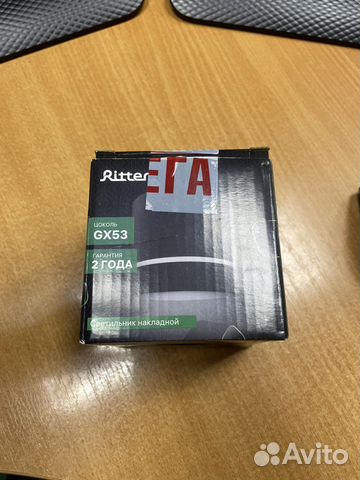 Ritter
ЕГА
ЦОКОЛЬ
GX53
ГАРАНТИЯ
2 ГОДА
Светильник накладной
Avito